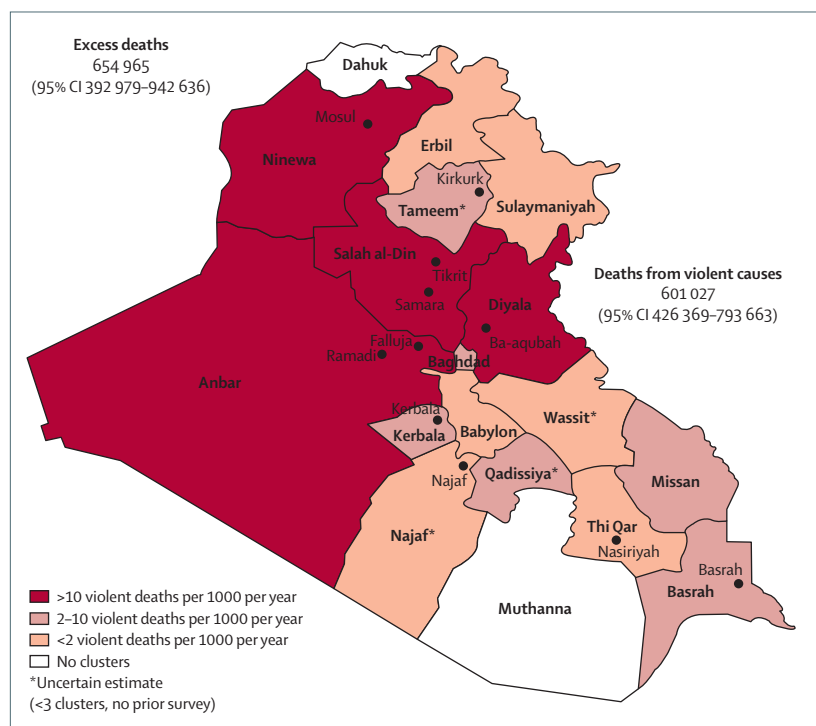 Excess deaths
654 965
(95% CI 392 979–942 636)
Dahuk
Mosul
Ninewa
Erbil
Kirkurk
Tameem*
Sulaymaniyah
Salah al-Din
Tikrit
Samara
Deaths from violent causes
601 027
(95% CI 426 369–793 663)
Diyala
Ba-aqubah
Falluja
Ramadi
Baghdad
Anbar
Kerbala
Kerbala
Babylon
Wassit*
Najaf
Qadissiya*
Missan
Najaf*
Thi Qar
Nasiriyah
Basrah
Basrah
Muthanna
>10 violent deaths per 1000 per year
2–10 violent deaths per 1000 per year
<2 violent deaths per 1000 per year
No clusters
*Uncertain estimate
(<3 clusters, no prior survey)